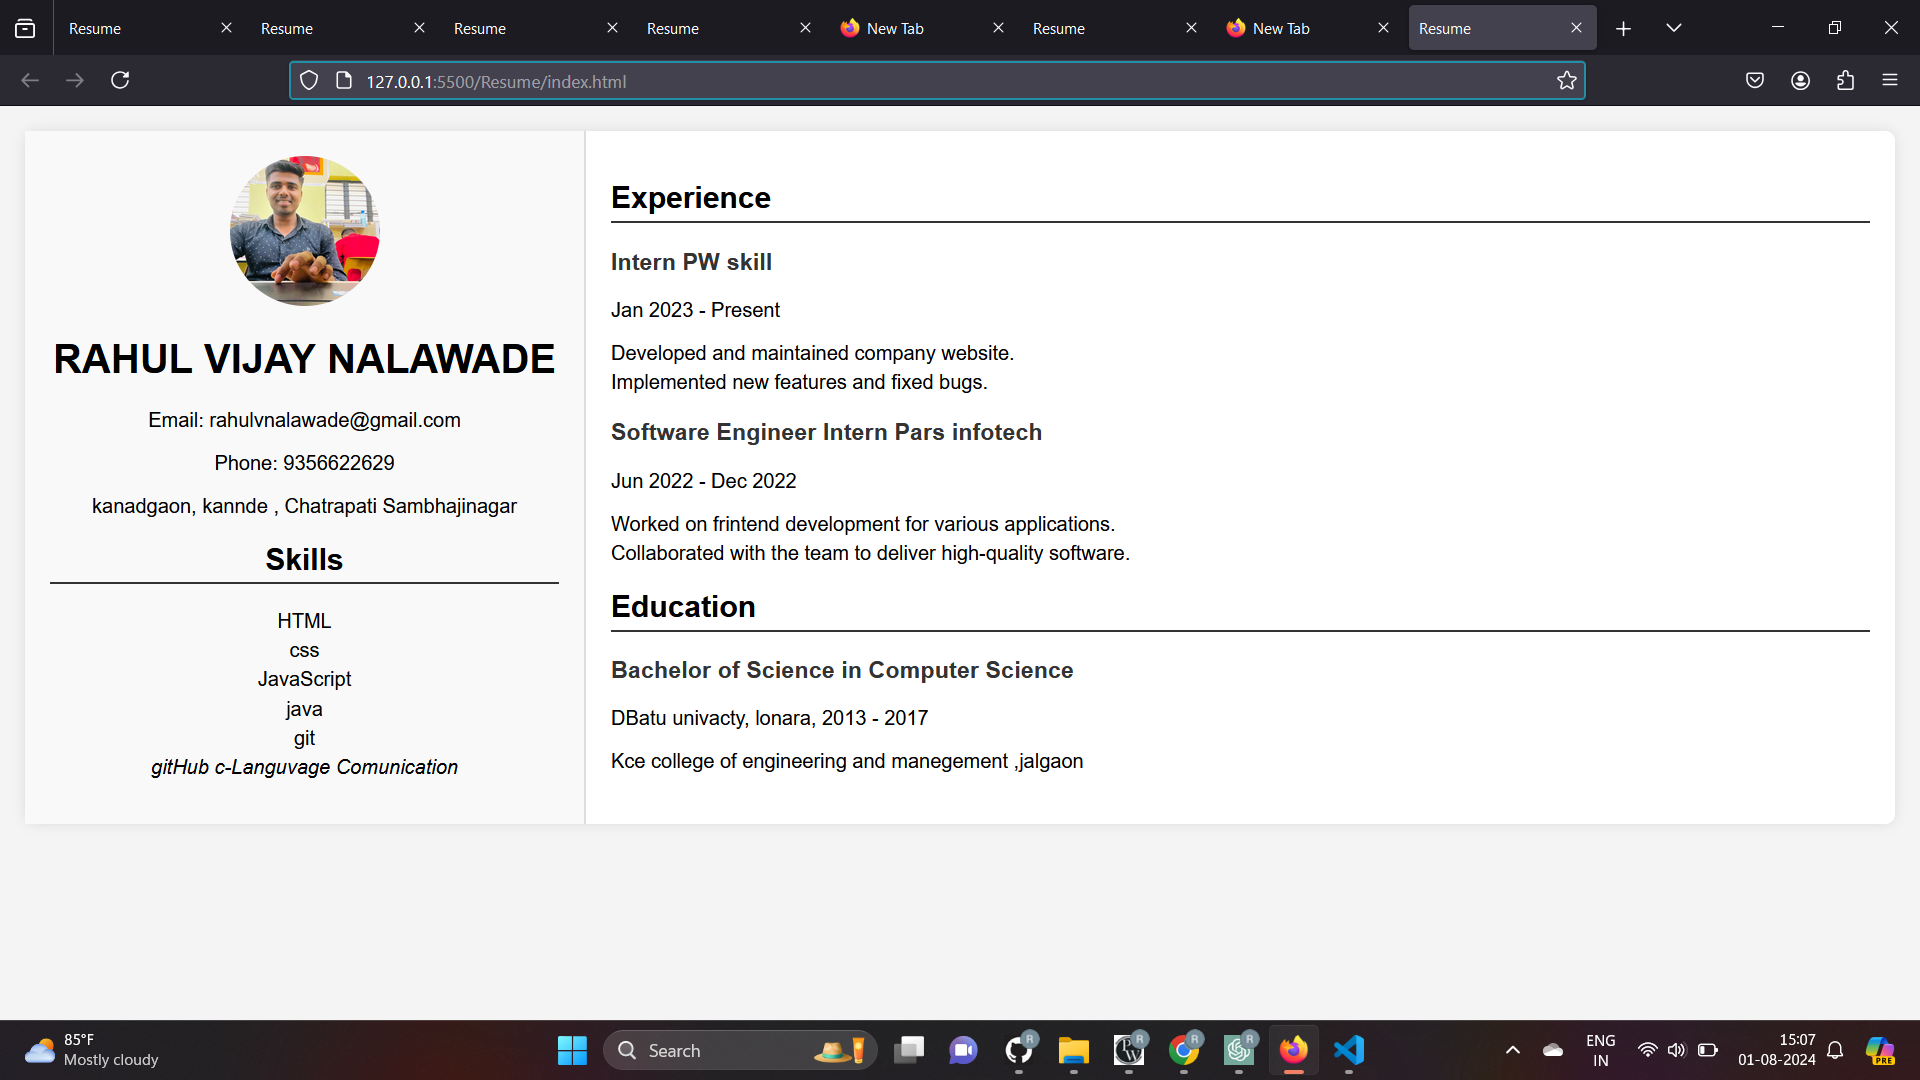 Resume
Resume
Resume
Resume
New Tab
Resume
New Tab
Resume
127.0.0.1:5500/Resume/index.html
RAHUL VIJAY NALAWADE
Email: rahulvnalawade@gmail.com
Phone: 9356622629
kanadgaon, kannde , Chatrapati Sambhajinagar
Skills
HTML
css
JavaScript
java
git
gitHub c-Languvage Comunication
Experience
Intern PW skill
Jan 2023 - Present
Developed and maintained company website.
Implemented new features and fixed bugs.
Software Engineer Intern Pars infotech
Jun 2022 - Dec 2022
Worked on frintend development for various applications.
Collaborated with the team to deliver high-quality software.
Education
Bachelor of Science in Computer Science
DBatu univacty, lonara, 2013 - 2017
Kce college of engineering and manegement ,jalgaon
85°F
Mostly cloudy
Search
R
PW
R
R
R
ENG
IN
15:07
01-08-2024
PRE